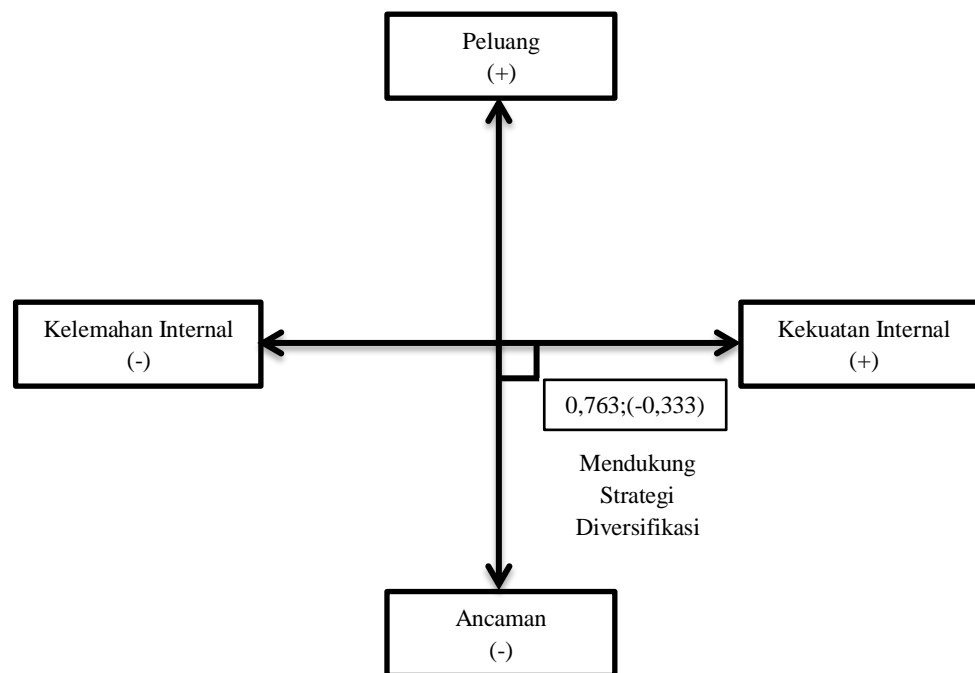 Peluang
(+)
Kelemahan Internal
(-)
Kekuatan Internal
(+)
0,763;(-0,333)
Mendukung
Strategi
Diversifikasi
Ancaman
(-)